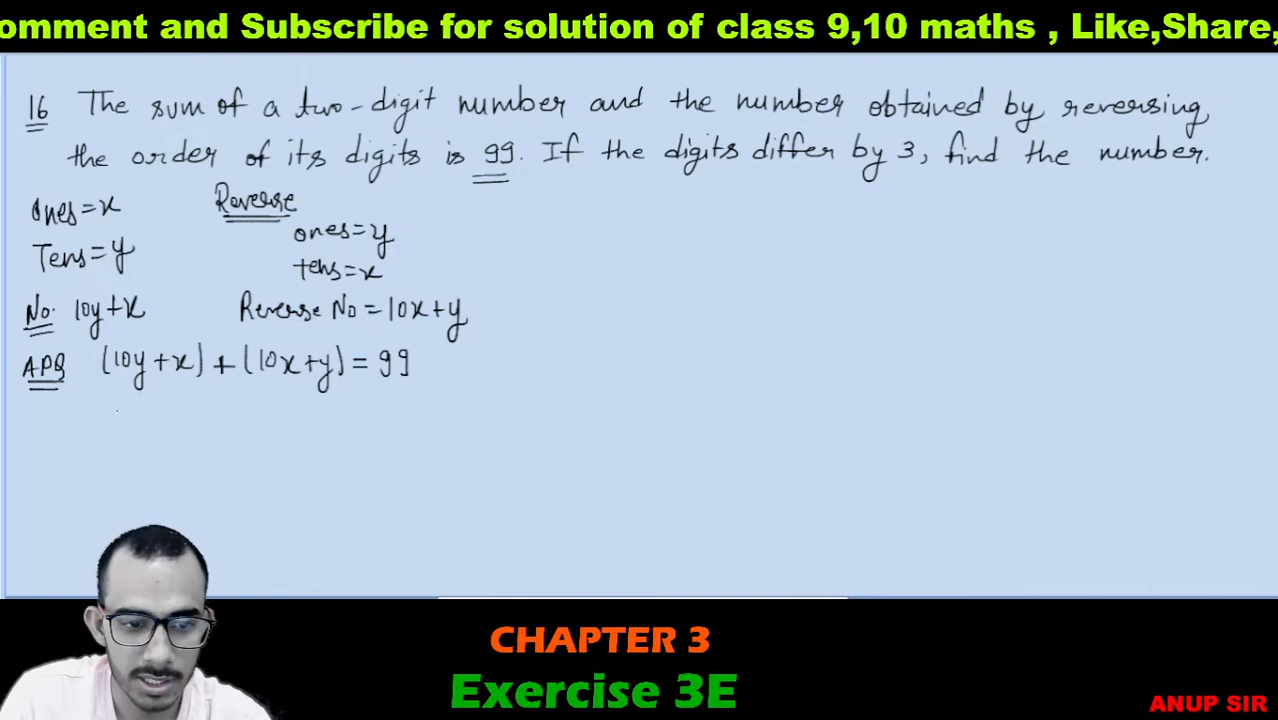 omment and Subscribe for solution of class 9,10 maths , Like,Share,
16 The sum of a two-digit number and the number obtained by reversing
the order of its digits is 99. If the digits differ by 3, find the number.
Ones=x
Tens=y
Reverse
ones=y
tens=x
No. 10y+x
Reverse No=10x+y
APQ (10y+x)+(10x+y)=99
CHAPTER 3
Exercise 3E
ANUP SIR